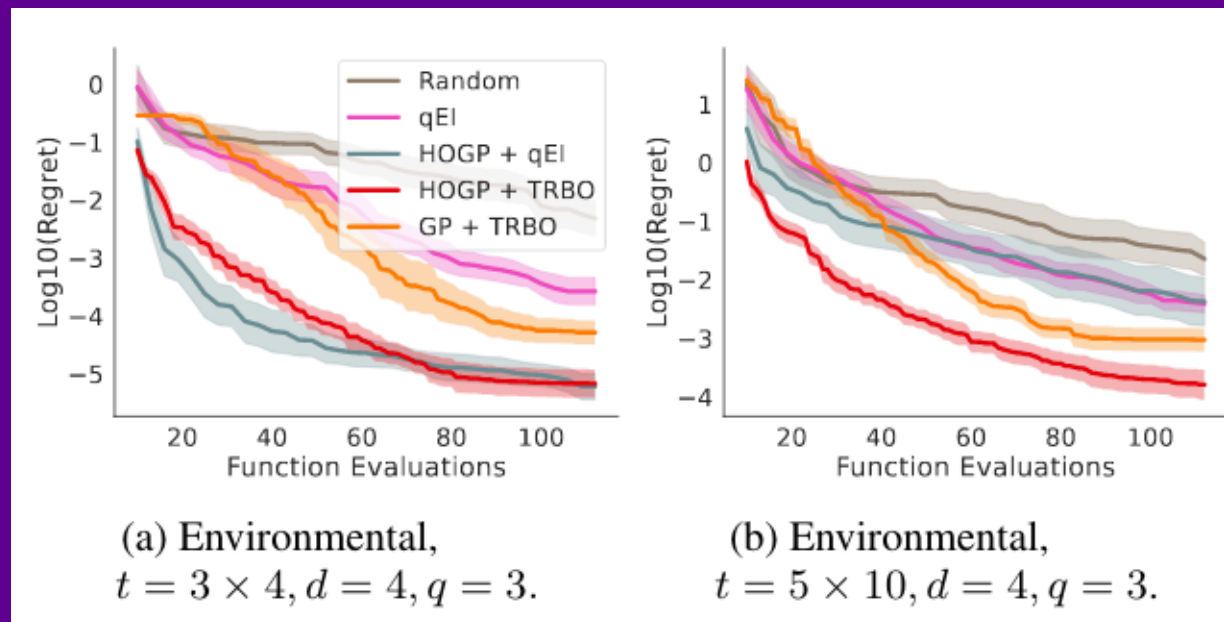 Log10(Regret)
0
−1
−2
−3
−4
−5
Random
qEI
HOGP + qEI
HOGP + TRBO
GP + TRBO
20 40 60 80 100
Function Evaluations
(a) Environmental,
t = 3 × 4, d = 4, q = 3.
Log10(Regret)
1
0
−1
−2
−3
−4
20 40 60 80 100
Function Evaluations
(b) Environmental,
t = 5 × 10, d = 4, q = 3.